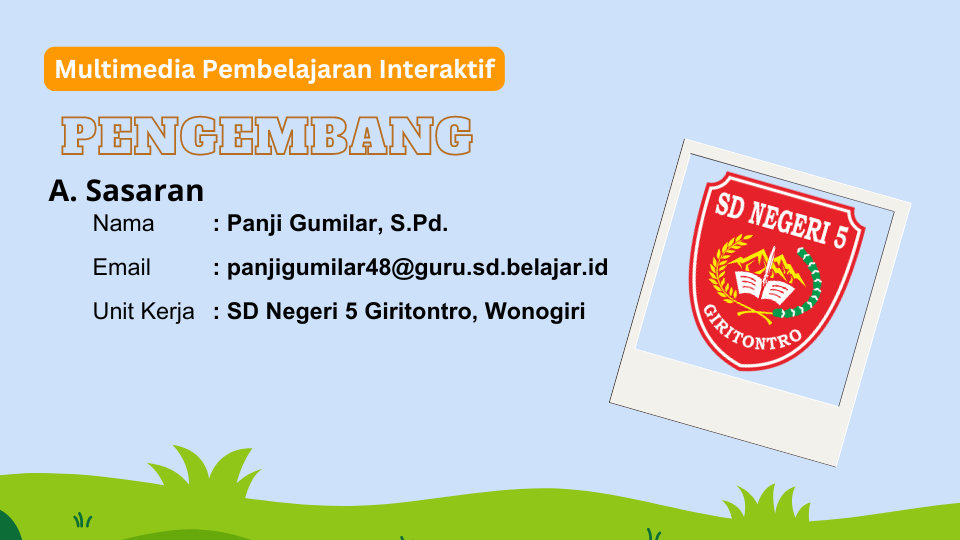 Multimedia Pembelajaran Interaktif
PENGEMBANG
A. Sasaran
Nama : Panji Gumilar, S.Pd.
Email : panjigumilar48@guru.sd.belajar.id
Unit Kerja : SD Negeri 5 Giritontro, Wonogiri
SD NEGERI 5
GIRITONTRO